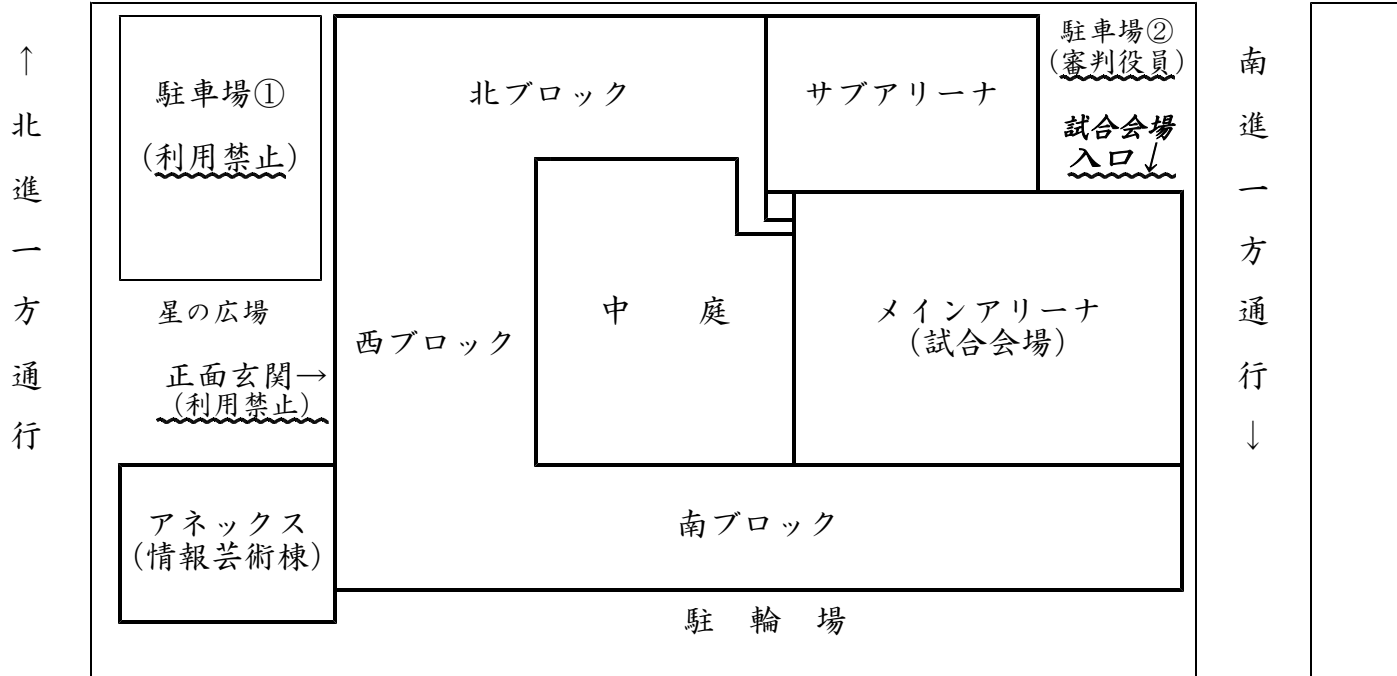 ↑北進一方通行
駐車場①
(利用禁止)
星の広場
正面玄関→
(利用禁止)
アネックス
(情報芸術棟)
北ブロック
西ブロック
中庭
サブアリーナ
駐車場②
(審判役員)
試合会場
入口↓
メインアリーナ
(試合会場)
南ブロック
駐輪場
南進一方通行↓